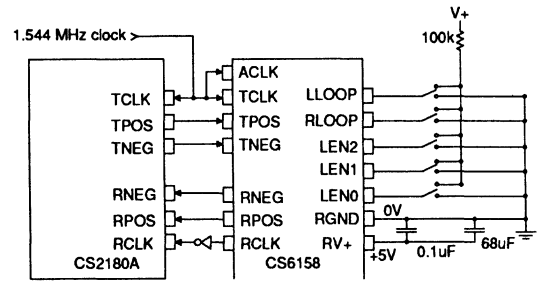 V+
1.544 MHz clock
100k
ACLK
TCLK TCLK LLOOP
TPOS TPOS RLOOP
TNEG TNEG LEN2
LEN1
RNEG RNEG LEN0
RPOS RPOS RGND 0V
RCLK RCLK RV+ +5V 0.1uF 68uF
CS2180A CS6158